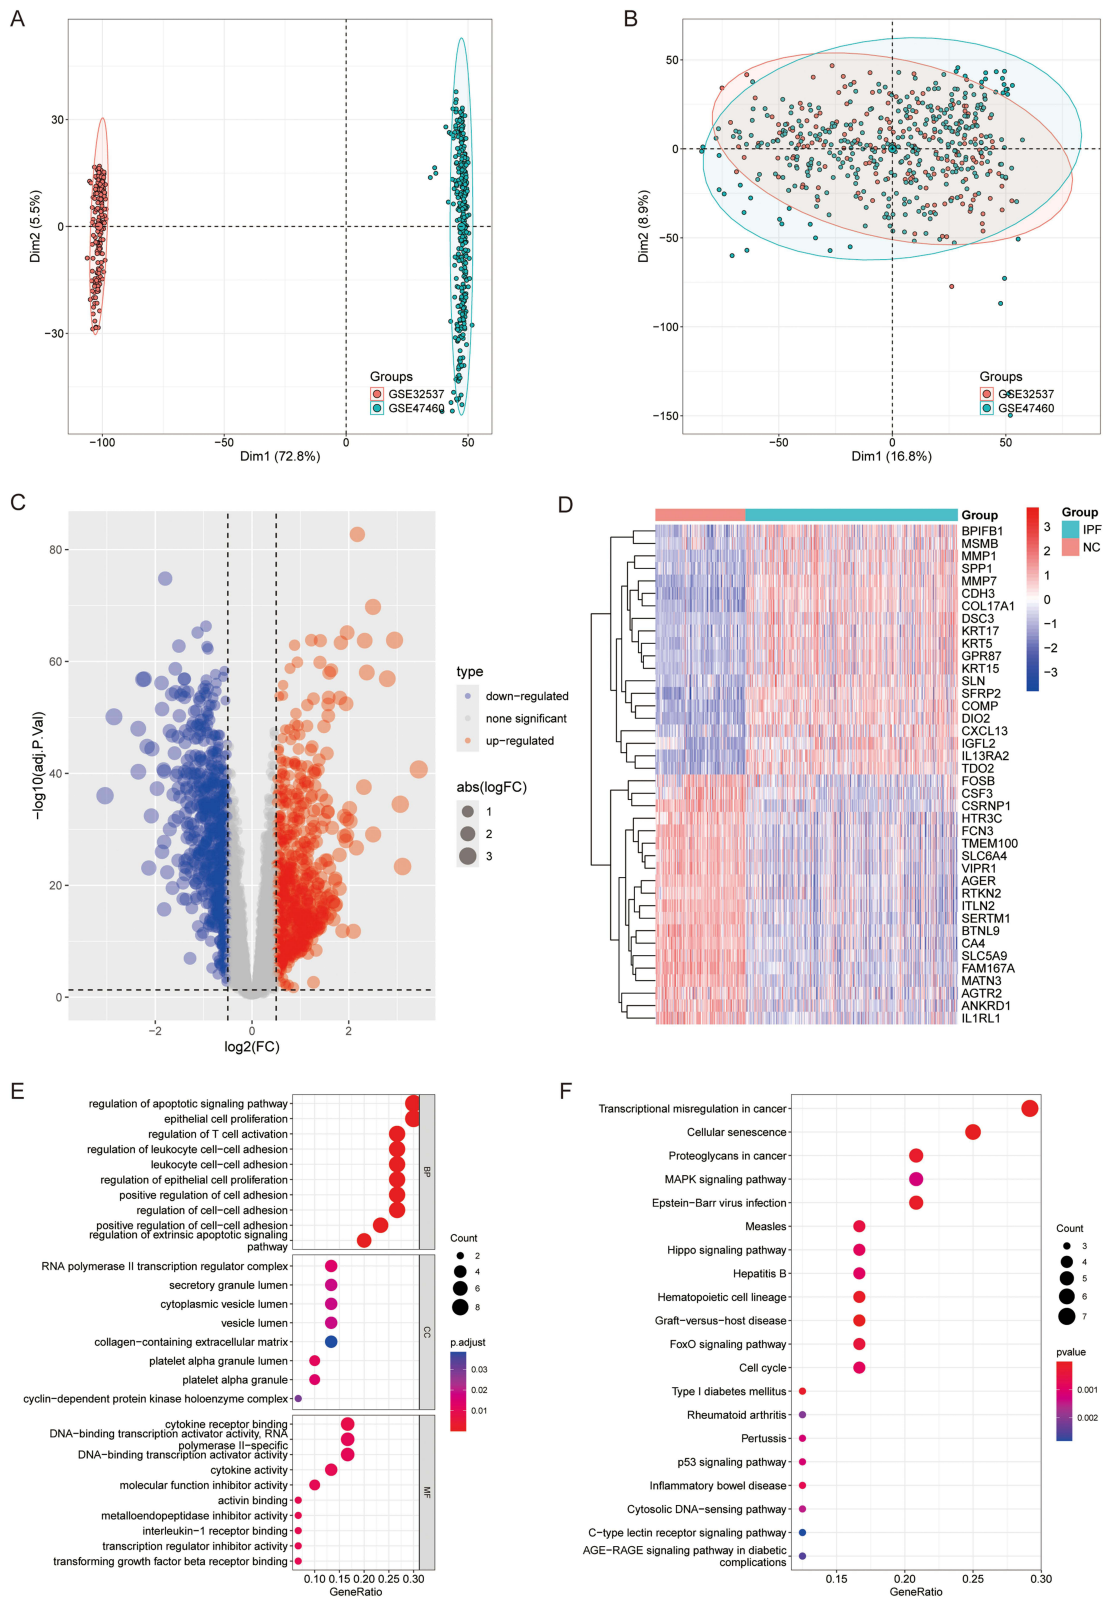 A
30
0
−30
−100
−50
0
50
Dim1 (72.8%)
Dim2 (5.5%)
Groups
GSE32537
GSE47460
B
50
0
−50
−100
−150
−50
0
50
Dim1 (16.8%)
Dim2 (8.9%)
Groups
GSE32537
GSE47460
C
80
60
40
20
0
−2
0
2
log2(FC)
−log10(adj.P.Val)
type
down−regulated
none significant
up−regulated
abs(logFC)
1
2
3
D
Group
BPIFB1
MSMB
MMP1
SPP1
MMP7
CDH3
COL17A1
DSC3
KRT17
KRT5
GPR87
KRT15
SLN
SFRP2
COMP
DIO2
CXCL13
IGFL2
IL13RA2
TDO2
FOSB
CSF3
CSRNP1
HTR3C
FCN3
TMEM100
SLC6A4
VIPR1
AGER
RTKN2
ITLN2
SERTM1
BTNL9
CA4
SLC5A9
FAM167A
MATN3
AGTR2
ANKRD1
IL1RL1
3
2
1
0
−1
−2
−3
Group
IPF
NC
E
regulation of apoptotic signaling pathway
epithelial cell proliferation
regulation of T cell activation
regulation of leukocyte cell−cell adhesion
leukocyte cell−cell adhesion
regulation of epithelial cell proliferation
positive regulation of cell adhesion
regulation of cell−cell adhesion
positive regulation of cell−cell adhesion
regulation of extrinsic apoptotic signaling
pathway
BP
RNA polymerase II transcription regulator complex
secretory granule lumen
cytoplasmic vesicle lumen
vesicle lumen
collagen−containing extracellular matrix
platelet alpha granule lumen
platelet alpha granule
cyclin−dependent protein kinase holoenzyme complex
CC
cytokine receptor binding
DNA−binding transcription activator activity, RNA
polymerase II−specific
DNA−binding transcription activator activity
cytokine activity
molecular function inhibitor activity
activin binding
metalloendopeptidase inhibitor activity
interleukin−1 receptor binding
transcription regulator inhibitor activity
transforming growth factor beta receptor binding
MF
0.10 0.15 0.20 0.25 0.30
GeneRatio
Count
2
4
6
8
p.adjust
0.03
0.02
0.01
F
Transcriptional misregulation in cancer
Cellular senescence
Proteoglycans in cancer
MAPK signaling pathway
Epstein−Barr virus infection
Measles
Hippo signaling pathway
Hepatitis B
Hematopoietic cell lineage
Graft−versus−host disease
FoxO signaling pathway
Cell cycle
Type I diabetes mellitus
Rheumatoid arthritis
Pertussis
p53 signaling pathway
Inflammatory bowel disease
Cytosolic DNA−sensing pathway
C−type lectin receptor signaling pathway
AGE−RAGE signaling pathway in diabetic
complications
0.15
0.20
0.25
0.30
GeneRatio
Count
3
4
5
6
7
pvalue
0.001
0.002